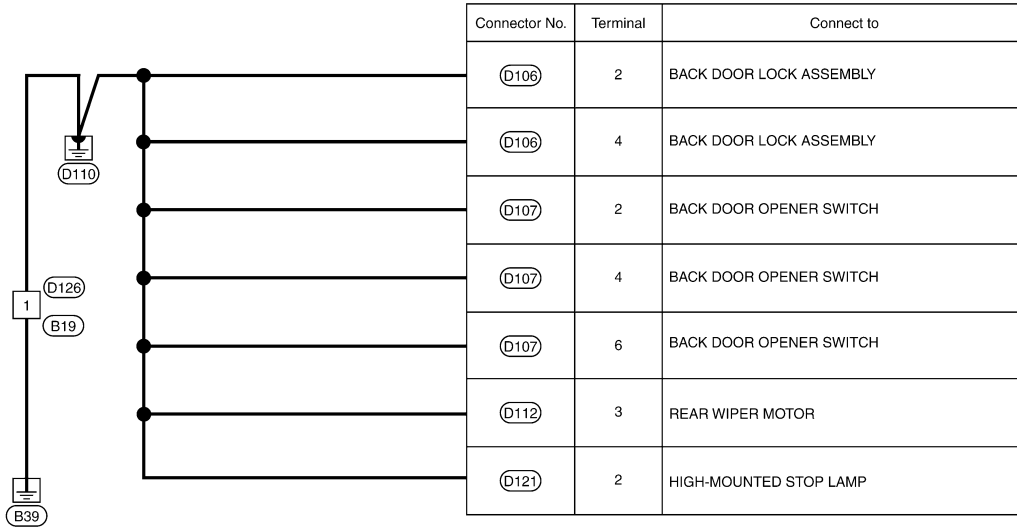 Connector No. Terminal Connect to
D106 2 BACK DOOR LOCK ASSEMBLY
D106 4 BACK DOOR LOCK ASSEMBLY
D110
D107 2 BACK DOOR OPENER SWITCH
D107 4 BACK DOOR OPENER SWITCH
D126
1
B19
D107 6 BACK DOOR OPENER SWITCH
D112 3 REAR WIPER MOTOR
D121 2 HIGH-MOUNTED STOP LAMP
B39